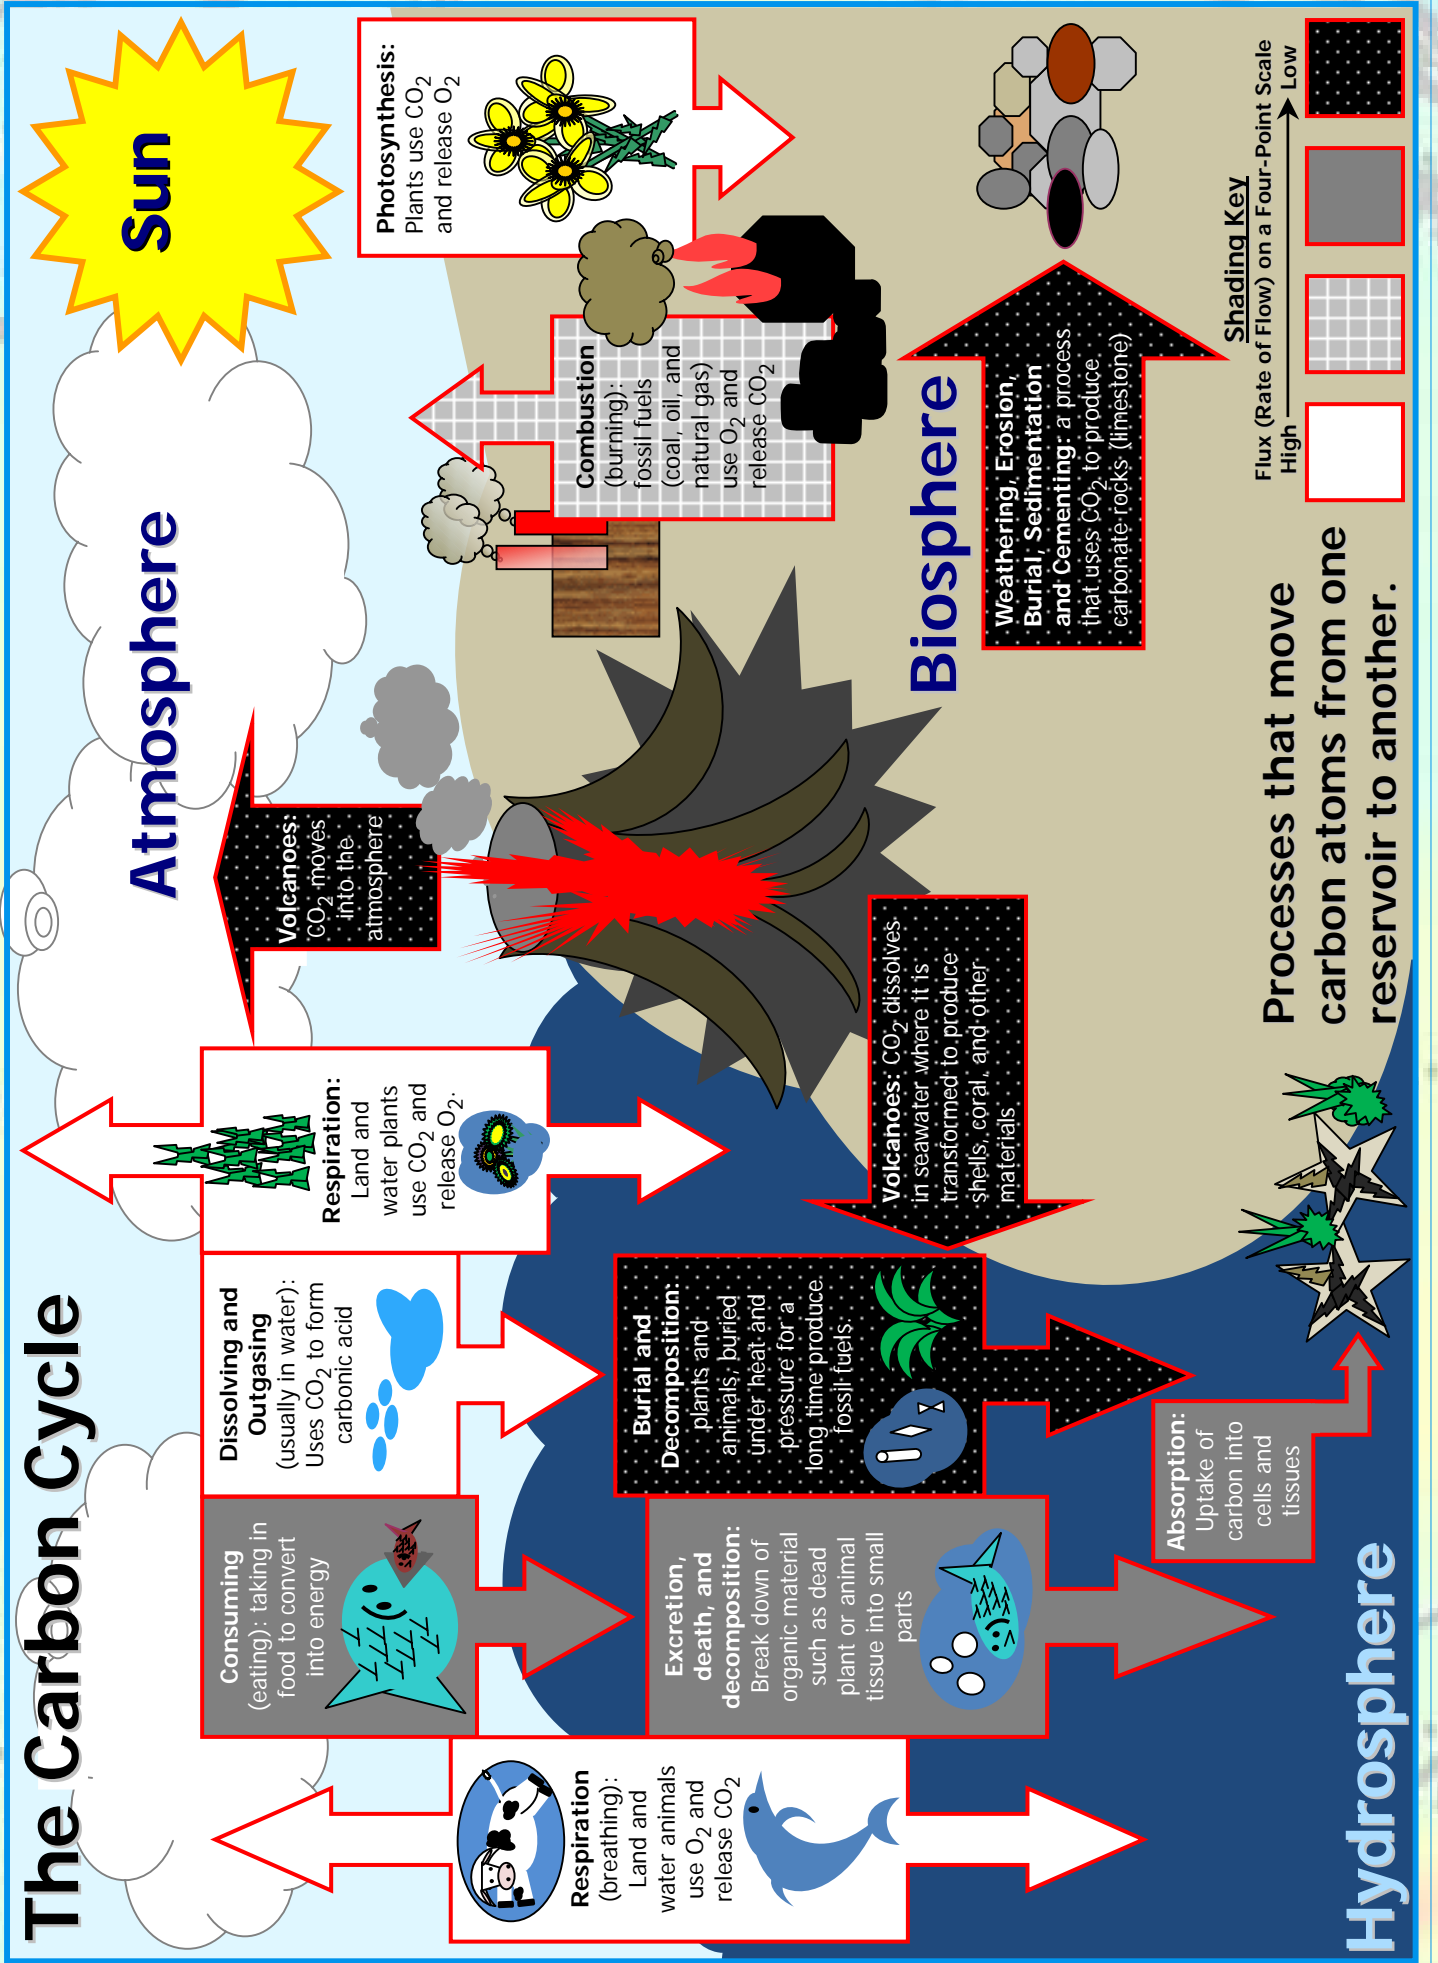 The Carbon Cycle
Atmosphere
Sun
Respiration
(breathing):
Land and
water animals
use O2 and
release CO2
Consuming
(eating): taking in
food to convert
into energy
Dissolving and
Outgasing
(usually in water):
Uses CO2 to form
carbonic acid
Respiration:
Land and
water plants
use CO2 and
release O2.
Volcanoes:
CO2 moves
into the
atmosphere
Combustion
(burning):
fossil fuels
(coal, oil, and
natural gas)
use O2 and
release CO2
Photosynthesis:
Plants use CO2
and release O2
Excretion,
death, and
decomposition:
Break down of
organic material
such as dead
plant or animal
tissue into small
parts
Burial and
Decomposition:
plants and
animals, buried
under heat and
pressure for a
long time produce
fossil fuels.
Volcanoes: CO2 dissolves
in seawater where it is
transformed to produce
shells, coral, and other
materials
Biosphere
Weathering, Erosion,
Burial, Sedimentation
and Cementing: a process
that uses CO2 to produce
carbonate rocks (limestone)
Absorption:
Uptake of
carbon into
cells and
tissues
Hydrosphere
Processes that move
carbon atoms from one
reservoir to another.
Shading Key
Flux (Rate of Flow) on a Four-Point Scale
High Low